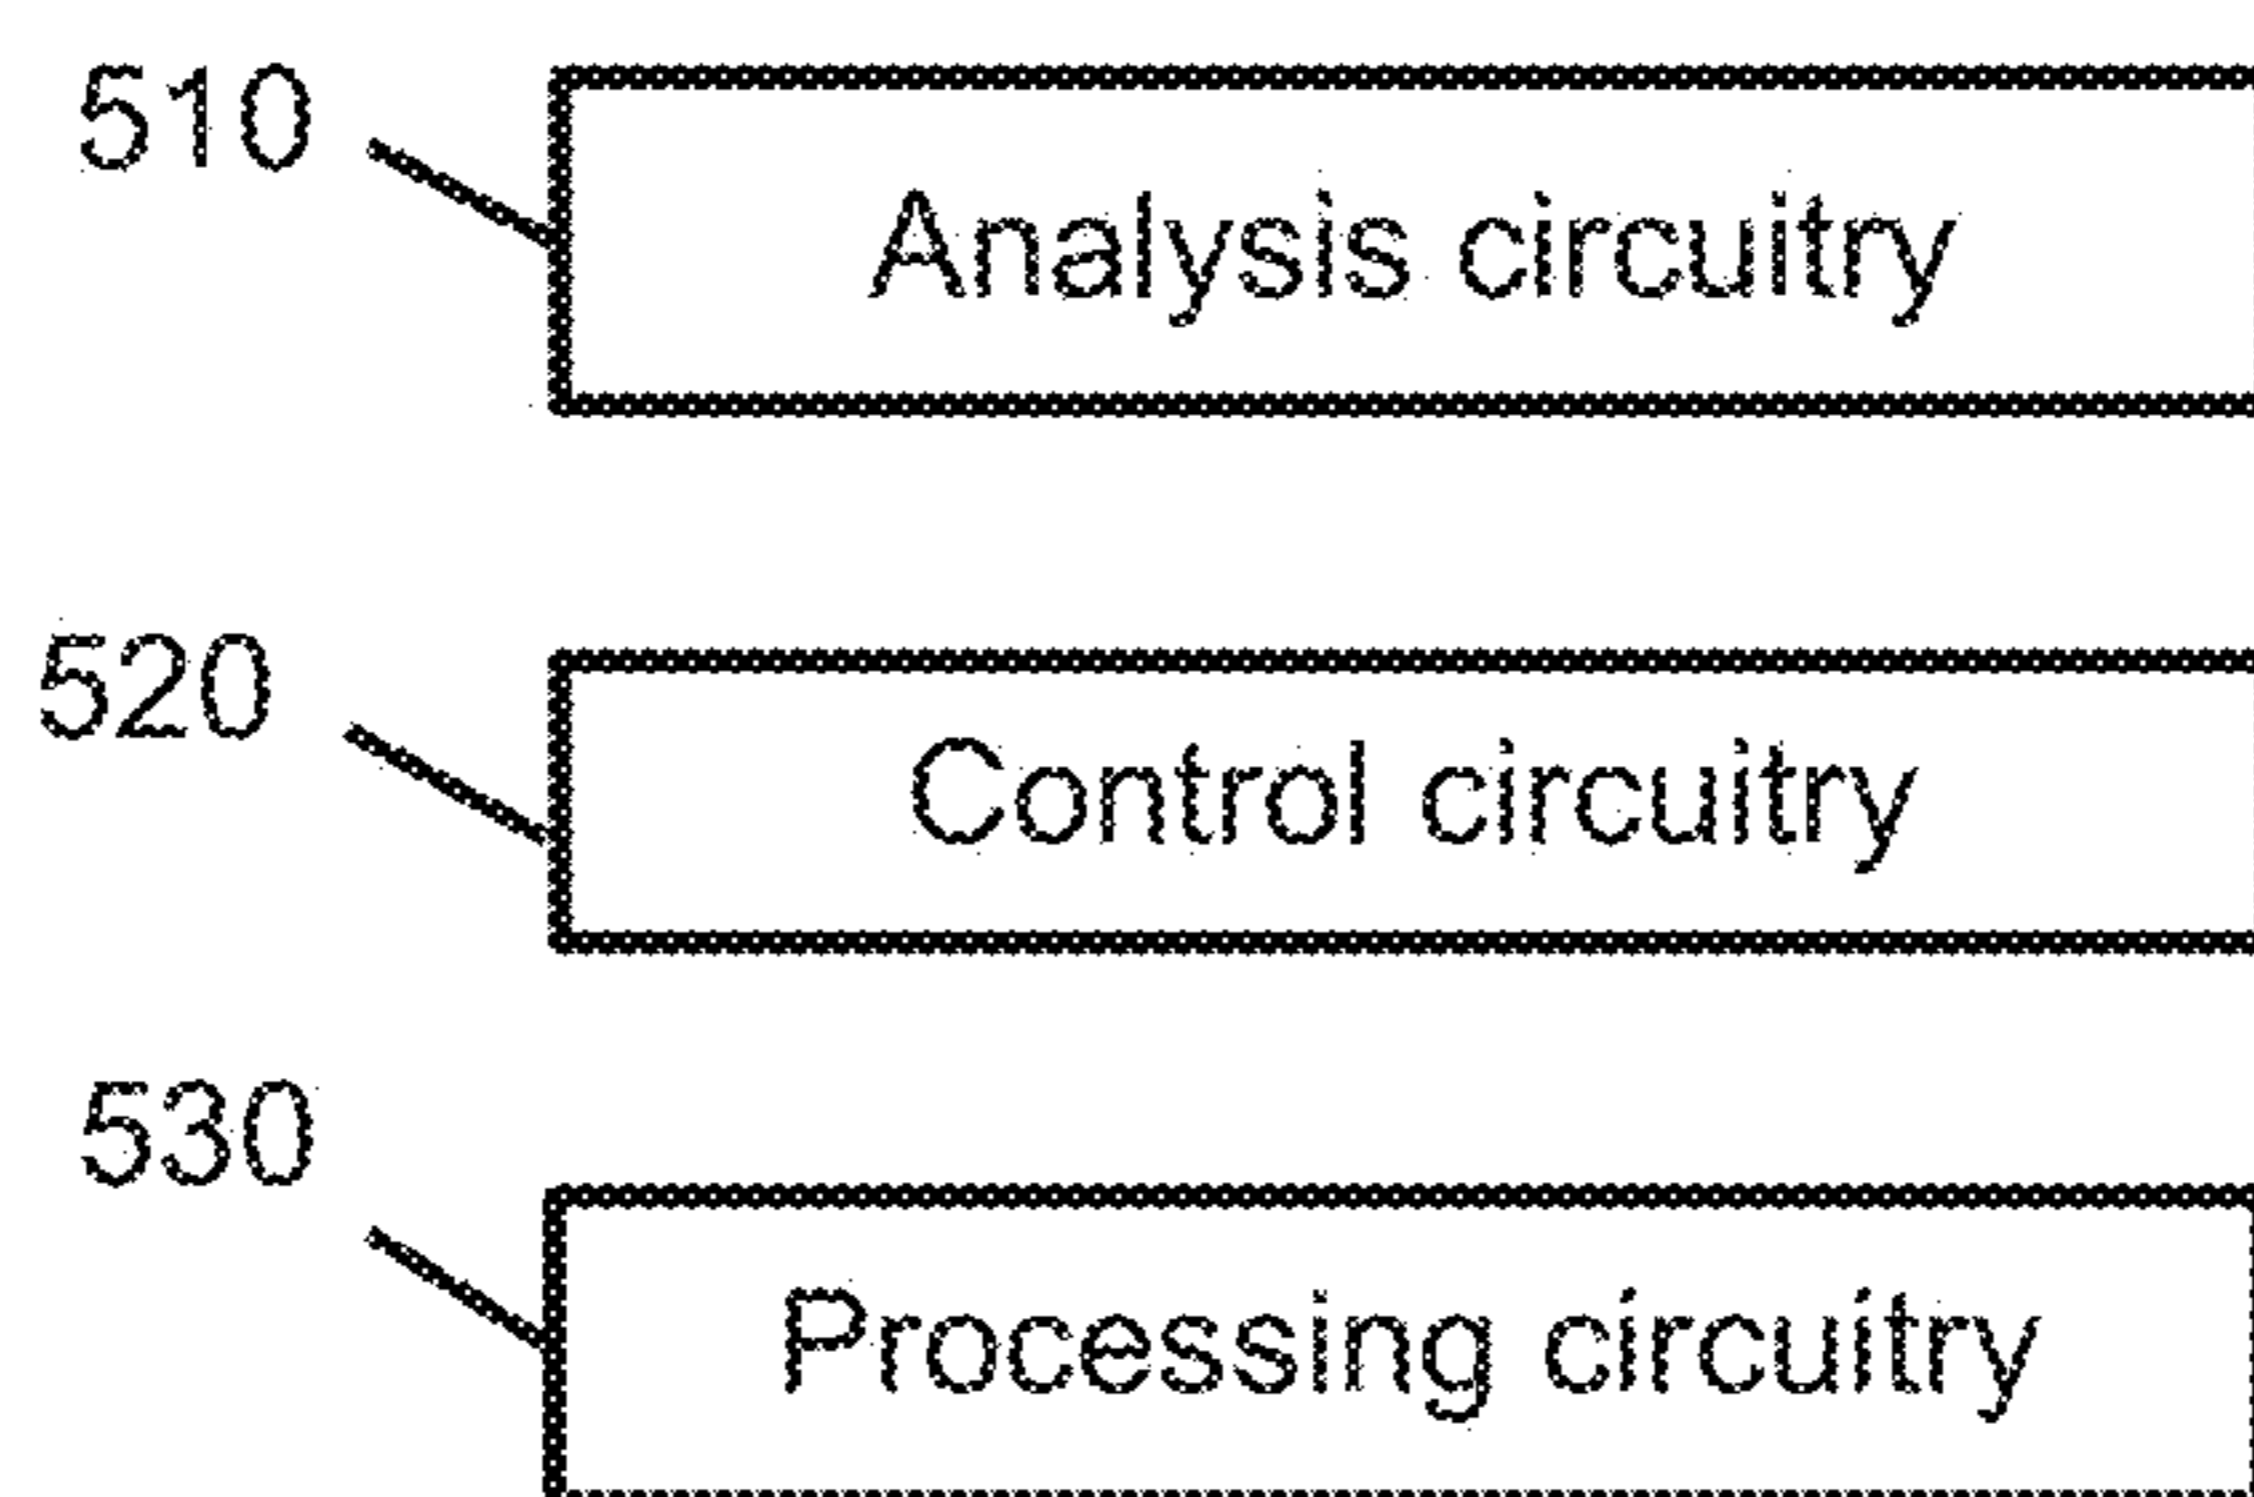 510
Analysis circuitry
520
Control circuitry
530
Processing circuitry